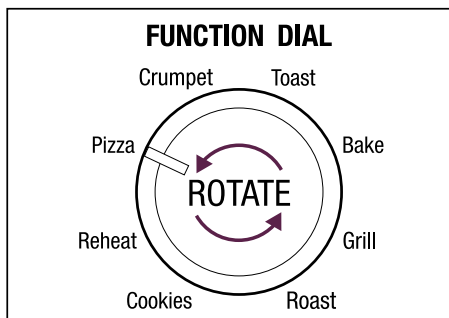 FUNCTION DIAL
Crumpet Toast
Pizza Bake
ROTATE
Reheat Grill
Cookies Roast